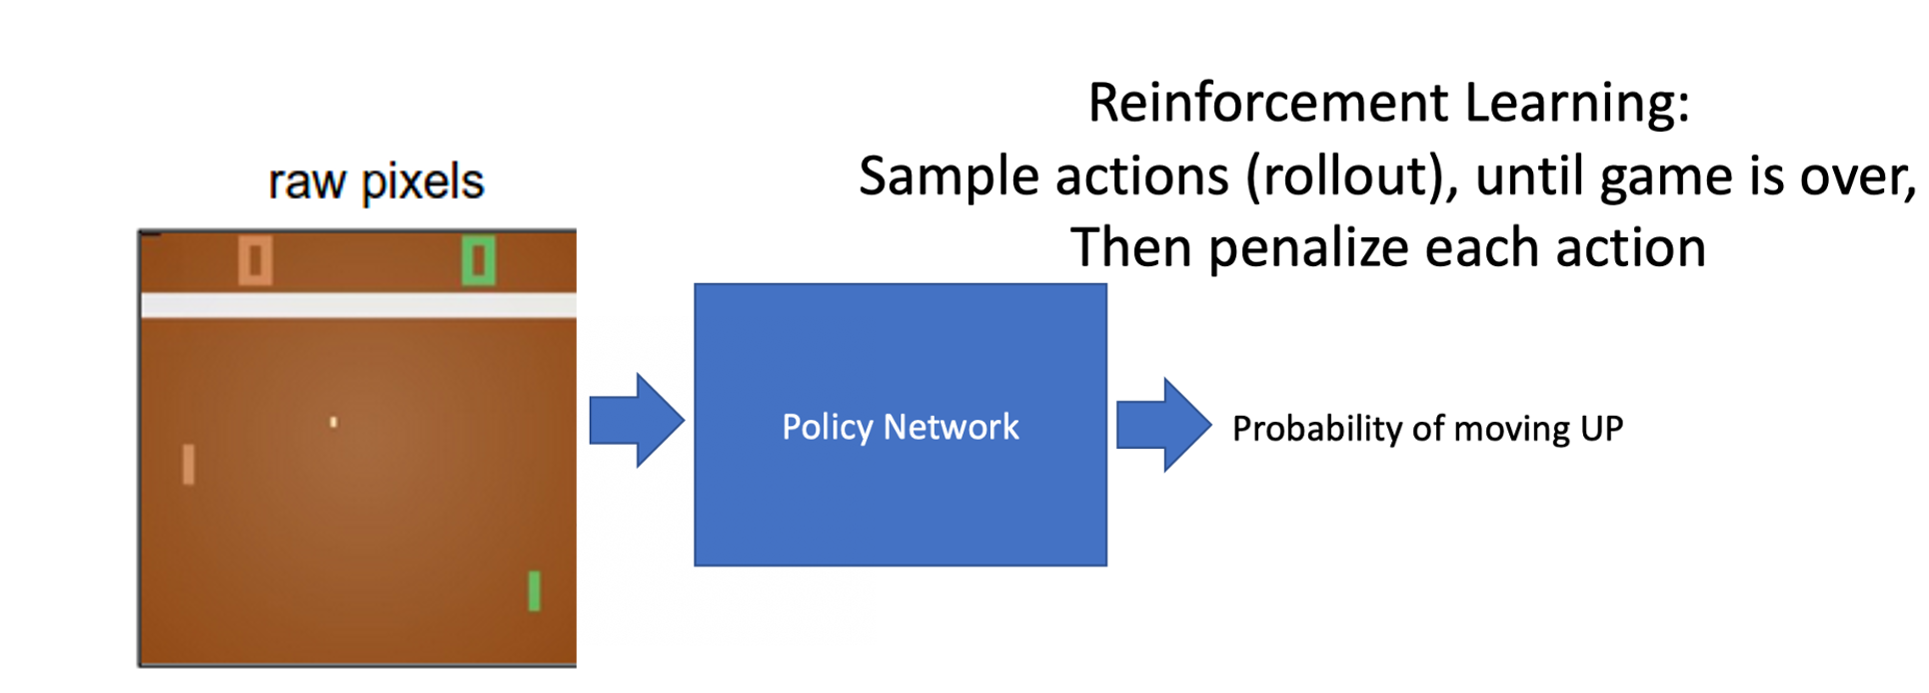 Reinforcement Learning:
Sample actions (rollout), until game is over,
Then penalize each action
raw pixels
0 0
Policy Network
Probability of moving UP